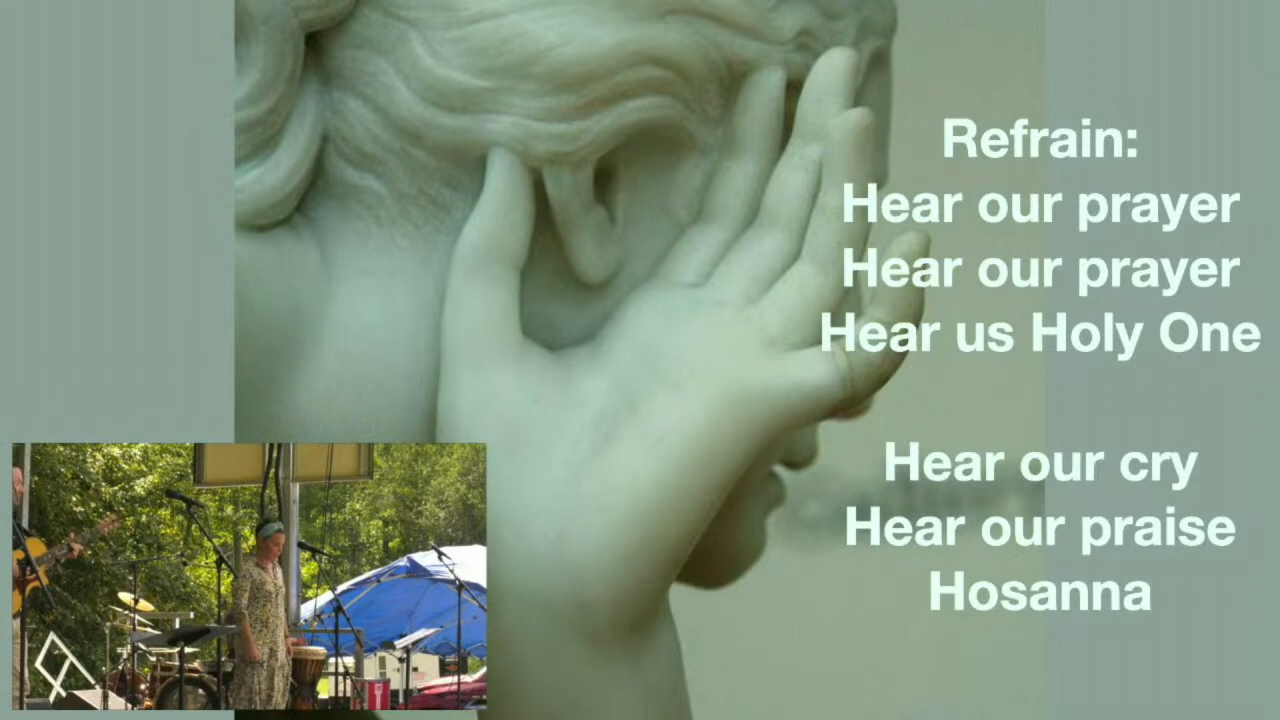 Refrain:
Hear our prayer
Hear our prayer
Hear us Holy One
Hear our cry
Hear our praise
Hosanna